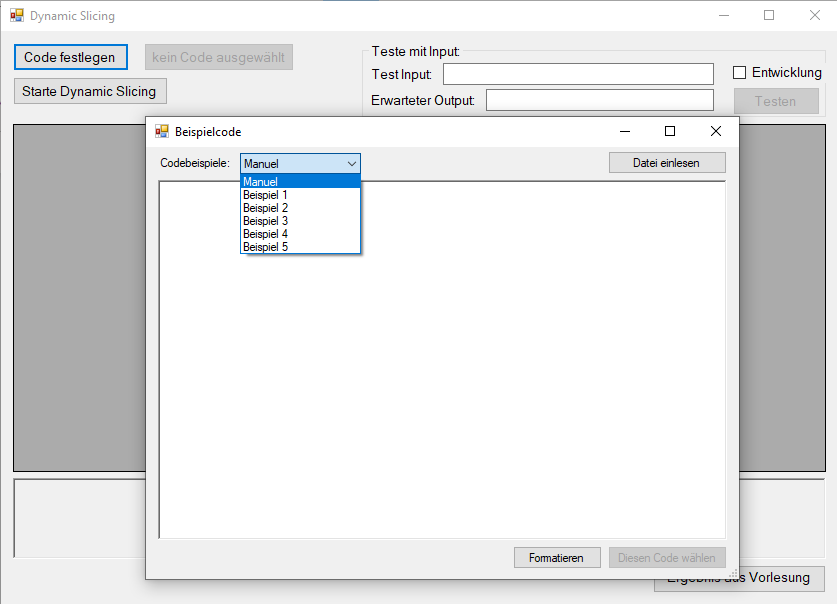 Dynamic Slicing
Code festlegen
kein Code ausgewählt
Starte Dynamic Slicing
Teste mit Input:
Test Input:
Entwicklung
Erwarteter Output:
Testen
Beispielcode
Codebeispiele:
Manuel
Datei einlesen
Manuel
Beispiel 1
Beispiel 2
Beispiel 3
Beispiel 4
Beispiel 5
Formatieren
Diesen Code wählen
Ergebnis aus Vorlesung